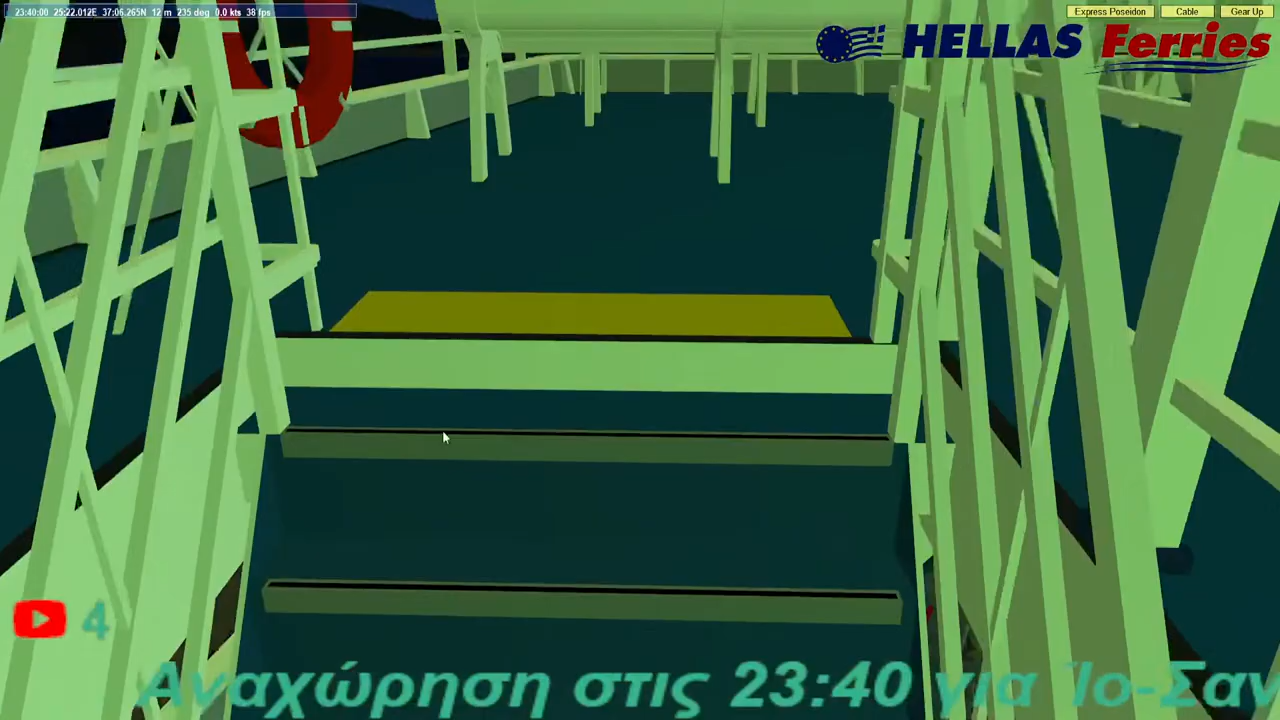 23:40:00 25:22.012E 37:06.265N 12 m 235 deg 0.0 kts 38 fps
Express Poseidon Cable Gear Up
HELLAS Ferries
4
Αναχώρηση στις 23:40 για Ίο-Σαν